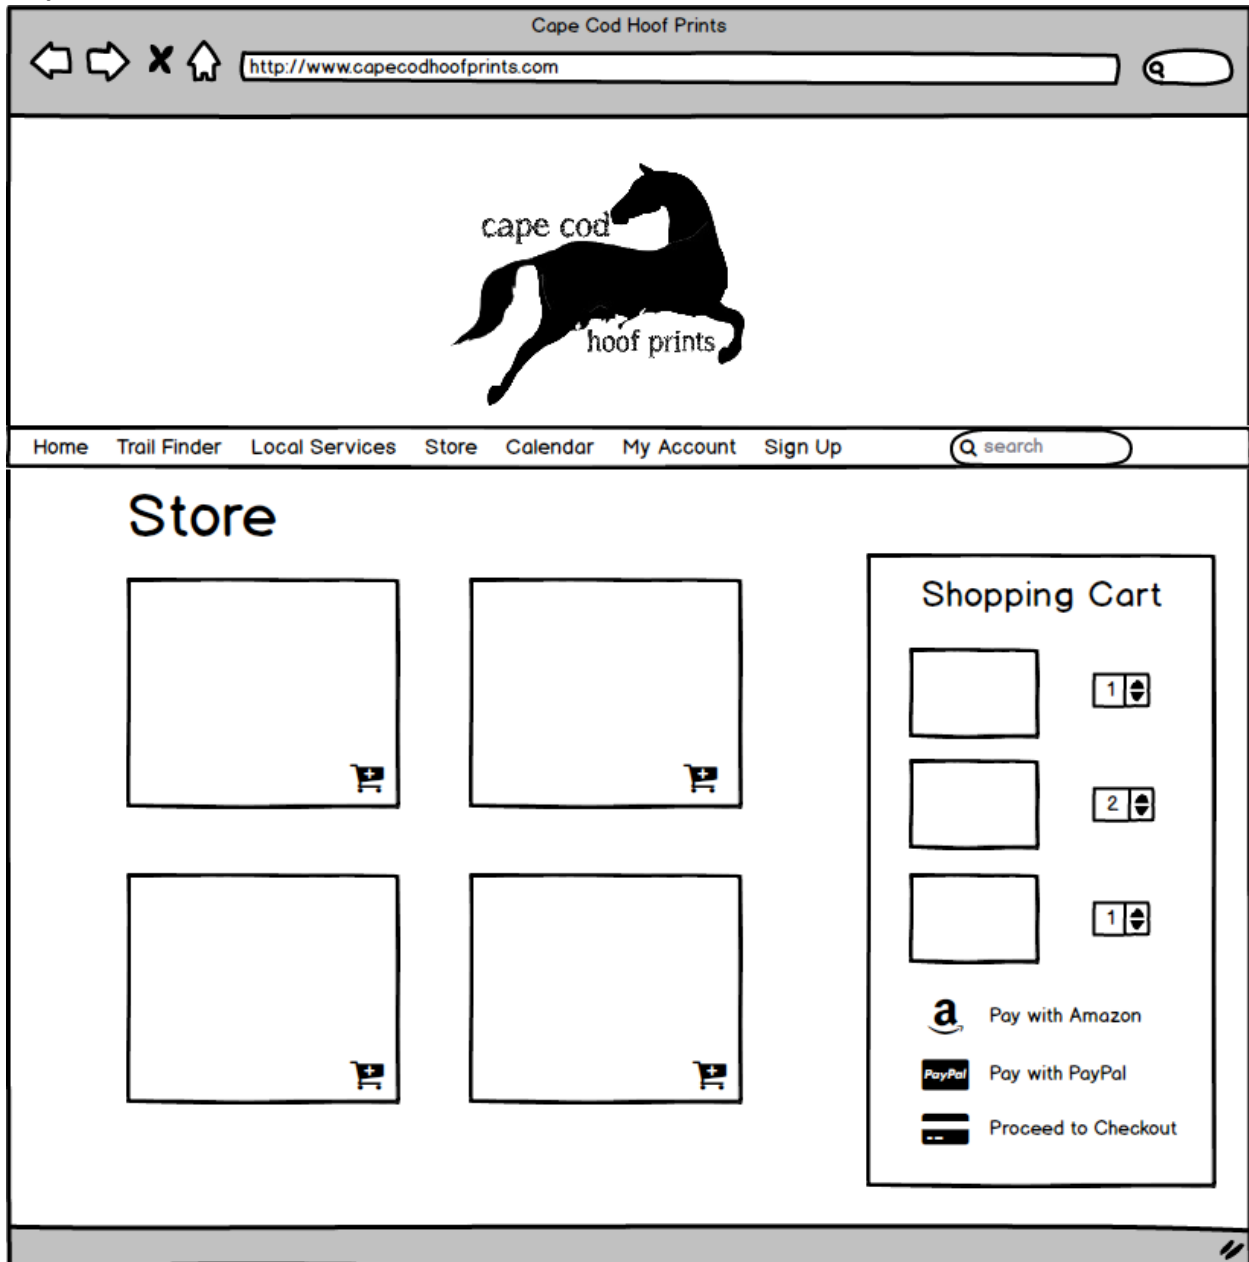 Cape Cod Hoof Prints
http://www.capecodhoofprints.com
cape cod
hoof prints
Home Trail Finder Local Services Store Calendar My Account Sign Up search
Store
Shopping Cart
1
2
1
a Pay with Amazon
PayPal Pay with PayPal
Proceed to Checkout